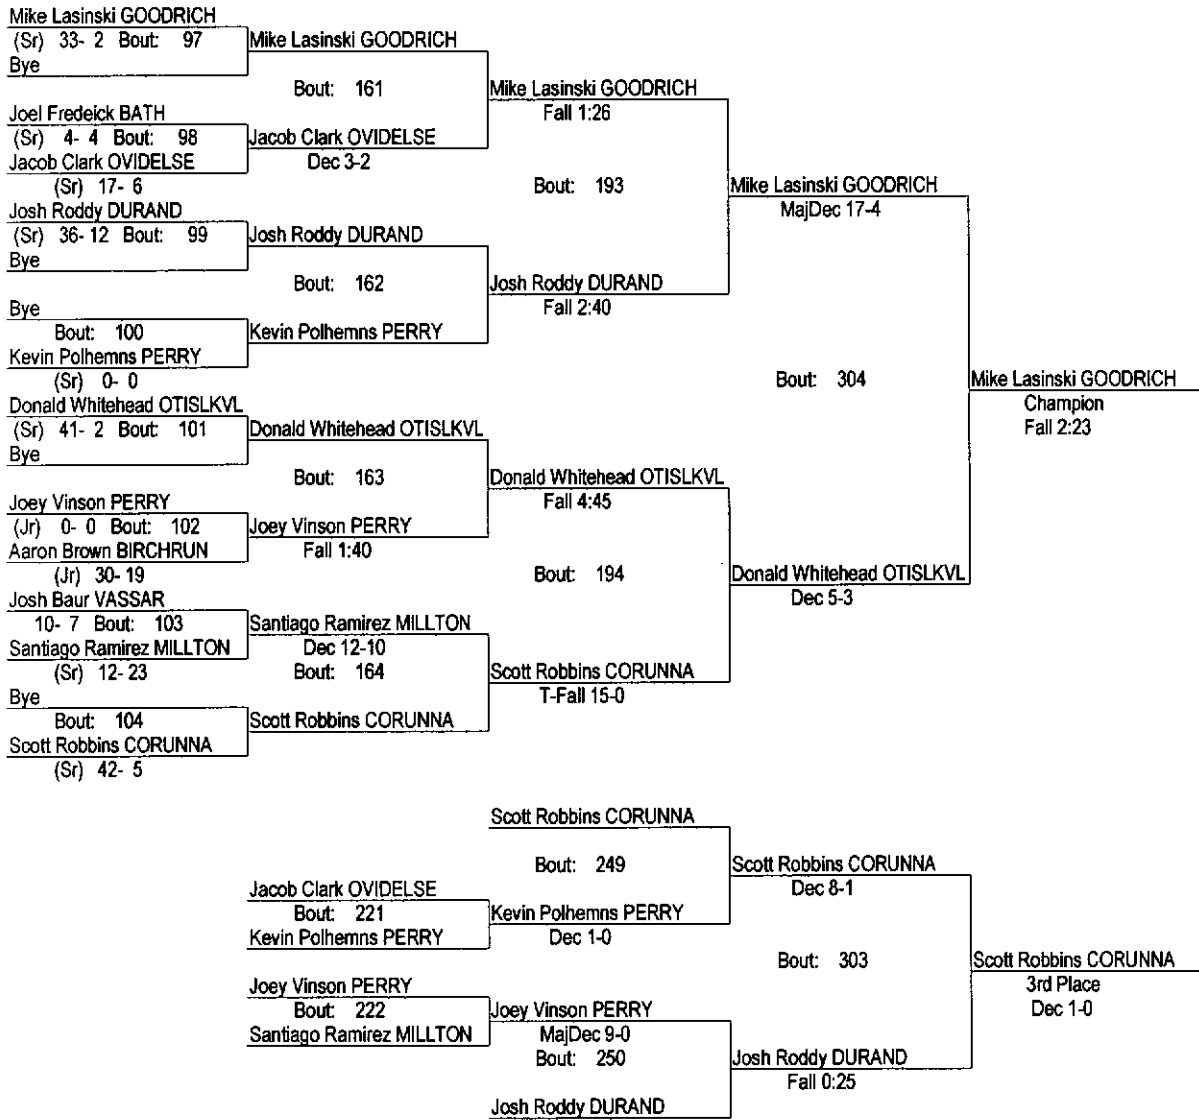 Mike Lasinski GOODRICH
(Sr) 33- 2 Bout: 97
Bye
Mike Lasinski GOODRICH
Bout: 161
Joel Fredeick BATH
(Sr) 4- 4 Bout: 98
Jacob Clark OVIDELSE
(Sr) 17- 6
Jacob Clark OVIDELSE
Dec 3-2
Mike Lasinski GOODRICH
Fall 1:26
Bout: 193
Josh Roddy DURAND
(Sr) 36- 12 Bout: 99
Bye
Josh Roddy DURAND
Bout: 162
Bye
Bout: 100
Kevin Polhemns PERRY
(Sr) 0- 0
Kevin Polhemns PERRY
Josh Roddy DURAND
Fall 2:40
Mike Lasinski GOODRICH
MajDec 17-4
Bout: 304
Donald Whitehead OTISLKVL
(Sr) 41- 2 Bout: 101
Bye
Donald Whitehead OTISLKVL
Bout: 163
Joey Vinson PERRY
(Jr) 0- 0 Bout: 102
Aaron Brown BIRCHRUN
(Jr) 30- 19
Joey Vinson PERRY
Fall 1:40
Donald Whitehead OTISLKVL
Fall 4:45
Bout: 194
Josh Baur VASSAR
10- 7 Bout: 103
Santiago Ramirez MILLTON
(Sr) 12- 23
Santiago Ramirez MILLTON
Dec 12-10
Bout: 164
Bye
Bout: 104
Scott Robbins CORUNNA
(Sr) 42- 5
Scott Robbins CORUNNA
Scott Robbins CORUNNA
T-Fall 15-0
Donald Whitehead OTISLKVL
Dec 5-3
Mike Lasinski GOODRICH
Champion
Fall 2:23
Scott Robbins CORUNNA
Bout: 249
Jacob Clark OVIDELSE
Bout: 221
Kevin Polhemns PERRY
Kevin Polhemns PERRY
Dec 1-0
Scott Robbins CORUNNA
Dec 8-1
Bout: 303
Joey Vinson PERRY
Bout: 222
Santiago Ramirez MILLTON
Joey Vinson PERRY
MajDec 9-0
Bout: 250
Josh Roddy DURAND
Josh Roddy DURAND
Fall 0:25
Scott Robbins CORUNNA
3rd Place
Dec 1-0